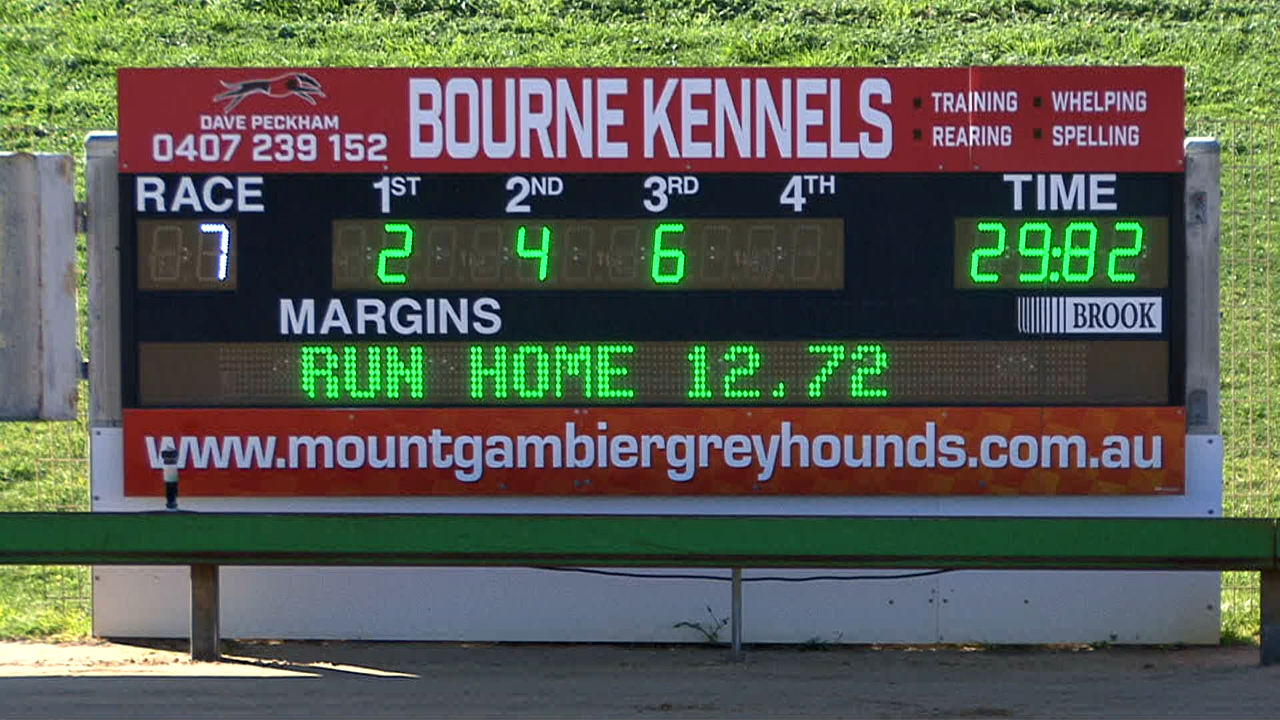 DAVE PECKHAM
0407 239 152
BOURNE KENNELS
TRAINING WHELPING
REARING SPELLING
RACE 1ST 2ND 3RD 4TH TIME
7 2 4 6 29:82
MARGINS BROOK
RUN HOME 12.72
www.mountgambiergreyhounds.com.au